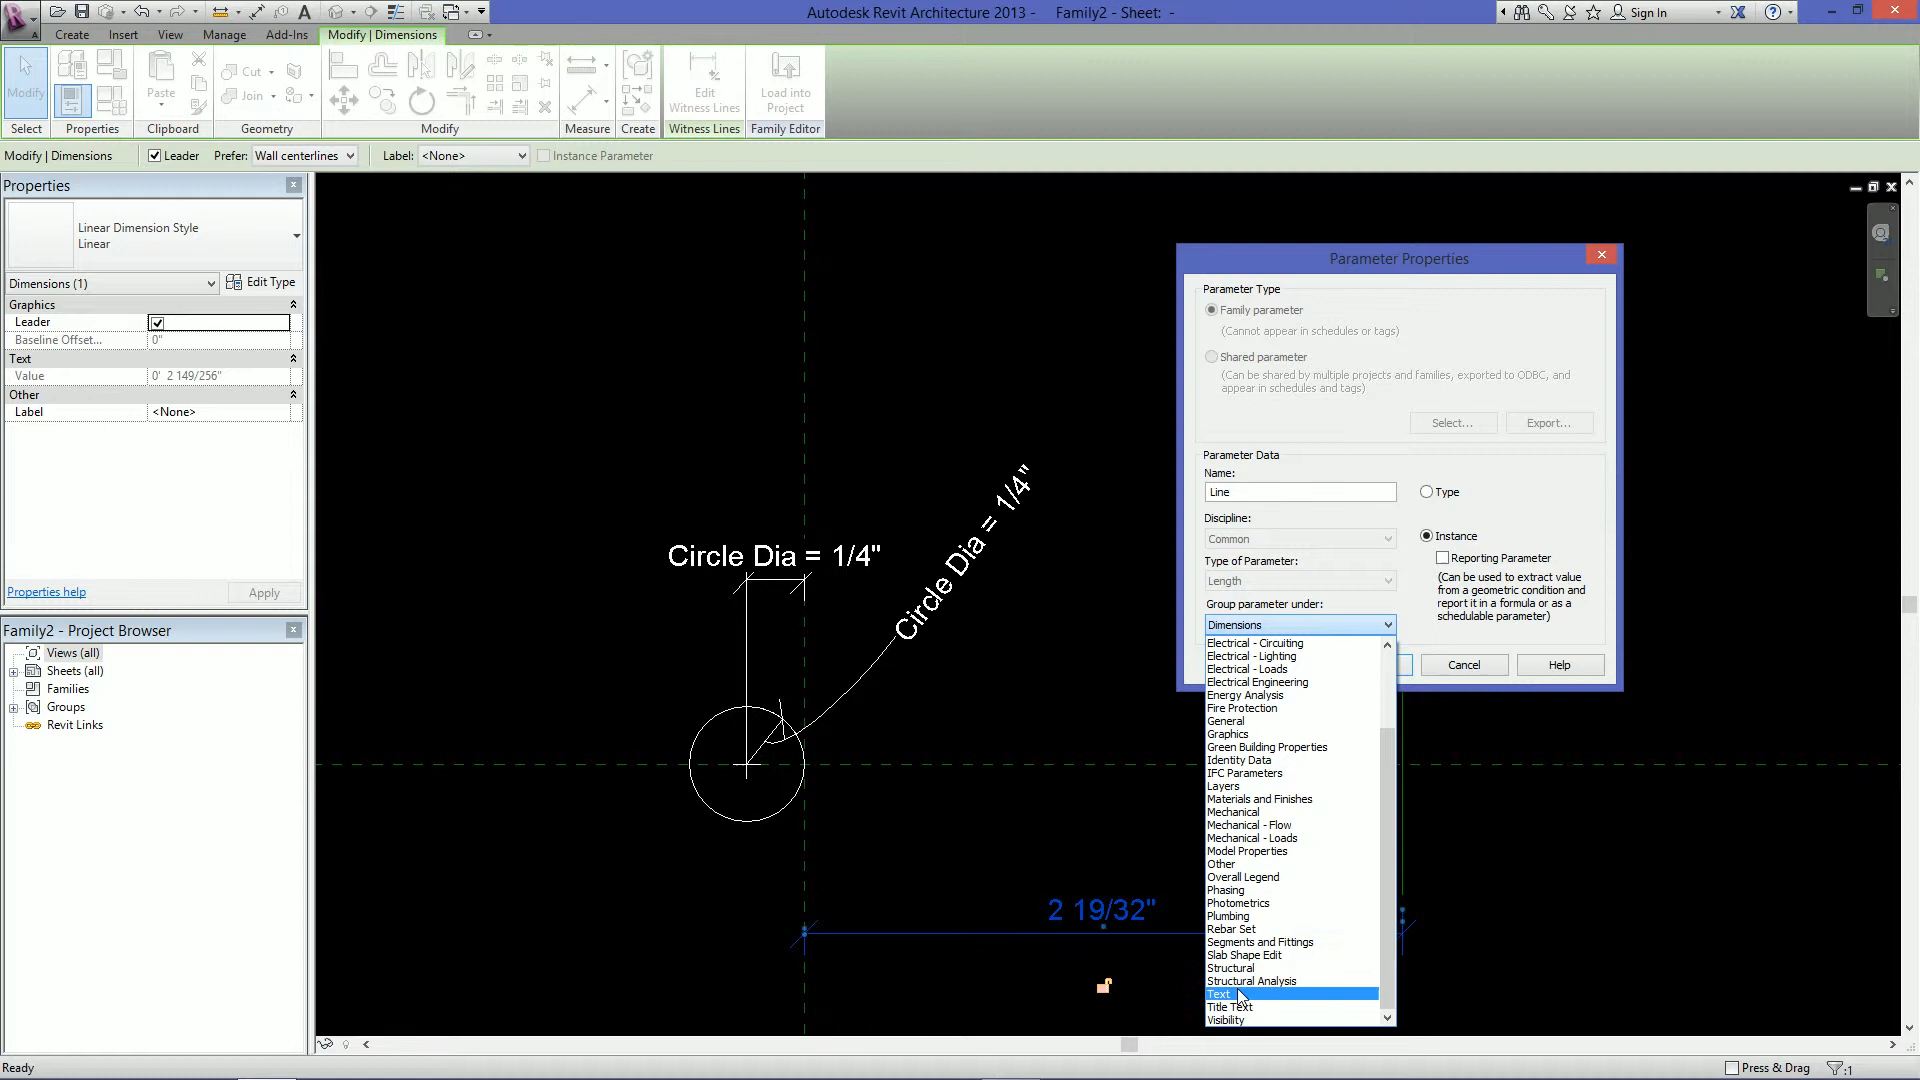 Autodesk Revit Architecture 2013 - Family2 - Sheet: -
Sign In
Create Insert View Manage Add-Ins Modify | Dimensions
Modify
Paste
Cut
Join
Edit
Witness Lines
Load into
Project
Select Properties Clipboard Geometry Modify Measure Create Witness Lines Family Editor
Modify | Dimensions Leader Prefer: Wall centerlines Label: <None> Instance Parameter
Properties
Linear Dimension Style
Linear
Dimensions (1) Edit Type
Graphics
Leader
Baseline Offset... 0"
Text
Value 0' 2 149/256"
Other
Label <None>
Properties help Apply
Family2 - Project Browser
Views (all)
Sheets (all)
Families
Groups
Revit Links
Circle Dia = 1/4"
Circle Dia = 1/4"
2 19/32"
Parameter Properties
Parameter Type
Family parameter
(Cannot appear in schedules or tags)
Shared parameter
(Can be shared by multiple projects and families, exported to ODBC, and
appear in schedules and tags)
Select... Export...
Parameter Data
Name:
Line
Type
Discipline:
Common
Instance
Reporting Parameter
Type of Parameter:
Length
(Can be used to extract value
from a geometric condition and
report it in a formula or as a
schedulable parameter)
Group parameter under:
Dimensions
Cancel Help
Electrical - Circuiting
Electrical - Lighting
Electrical - Loads
Electrical Engineering
Energy Analysis
Fire Protection
General
Graphics
Green Building Properties
Identity Data
IFC Parameters
Layers
Materials and Finishes
Mechanical
Mechanical - Flow
Mechanical - Loads
Model Properties
Other
Overall Legend
Phasing
Photometrics
Plumbing
Rebar Set
Segments and Fittings
Slab Shape Edit
Structural
Structural Analysis
Text
Title Text
Visibility
Ready
Press & Drag
:1